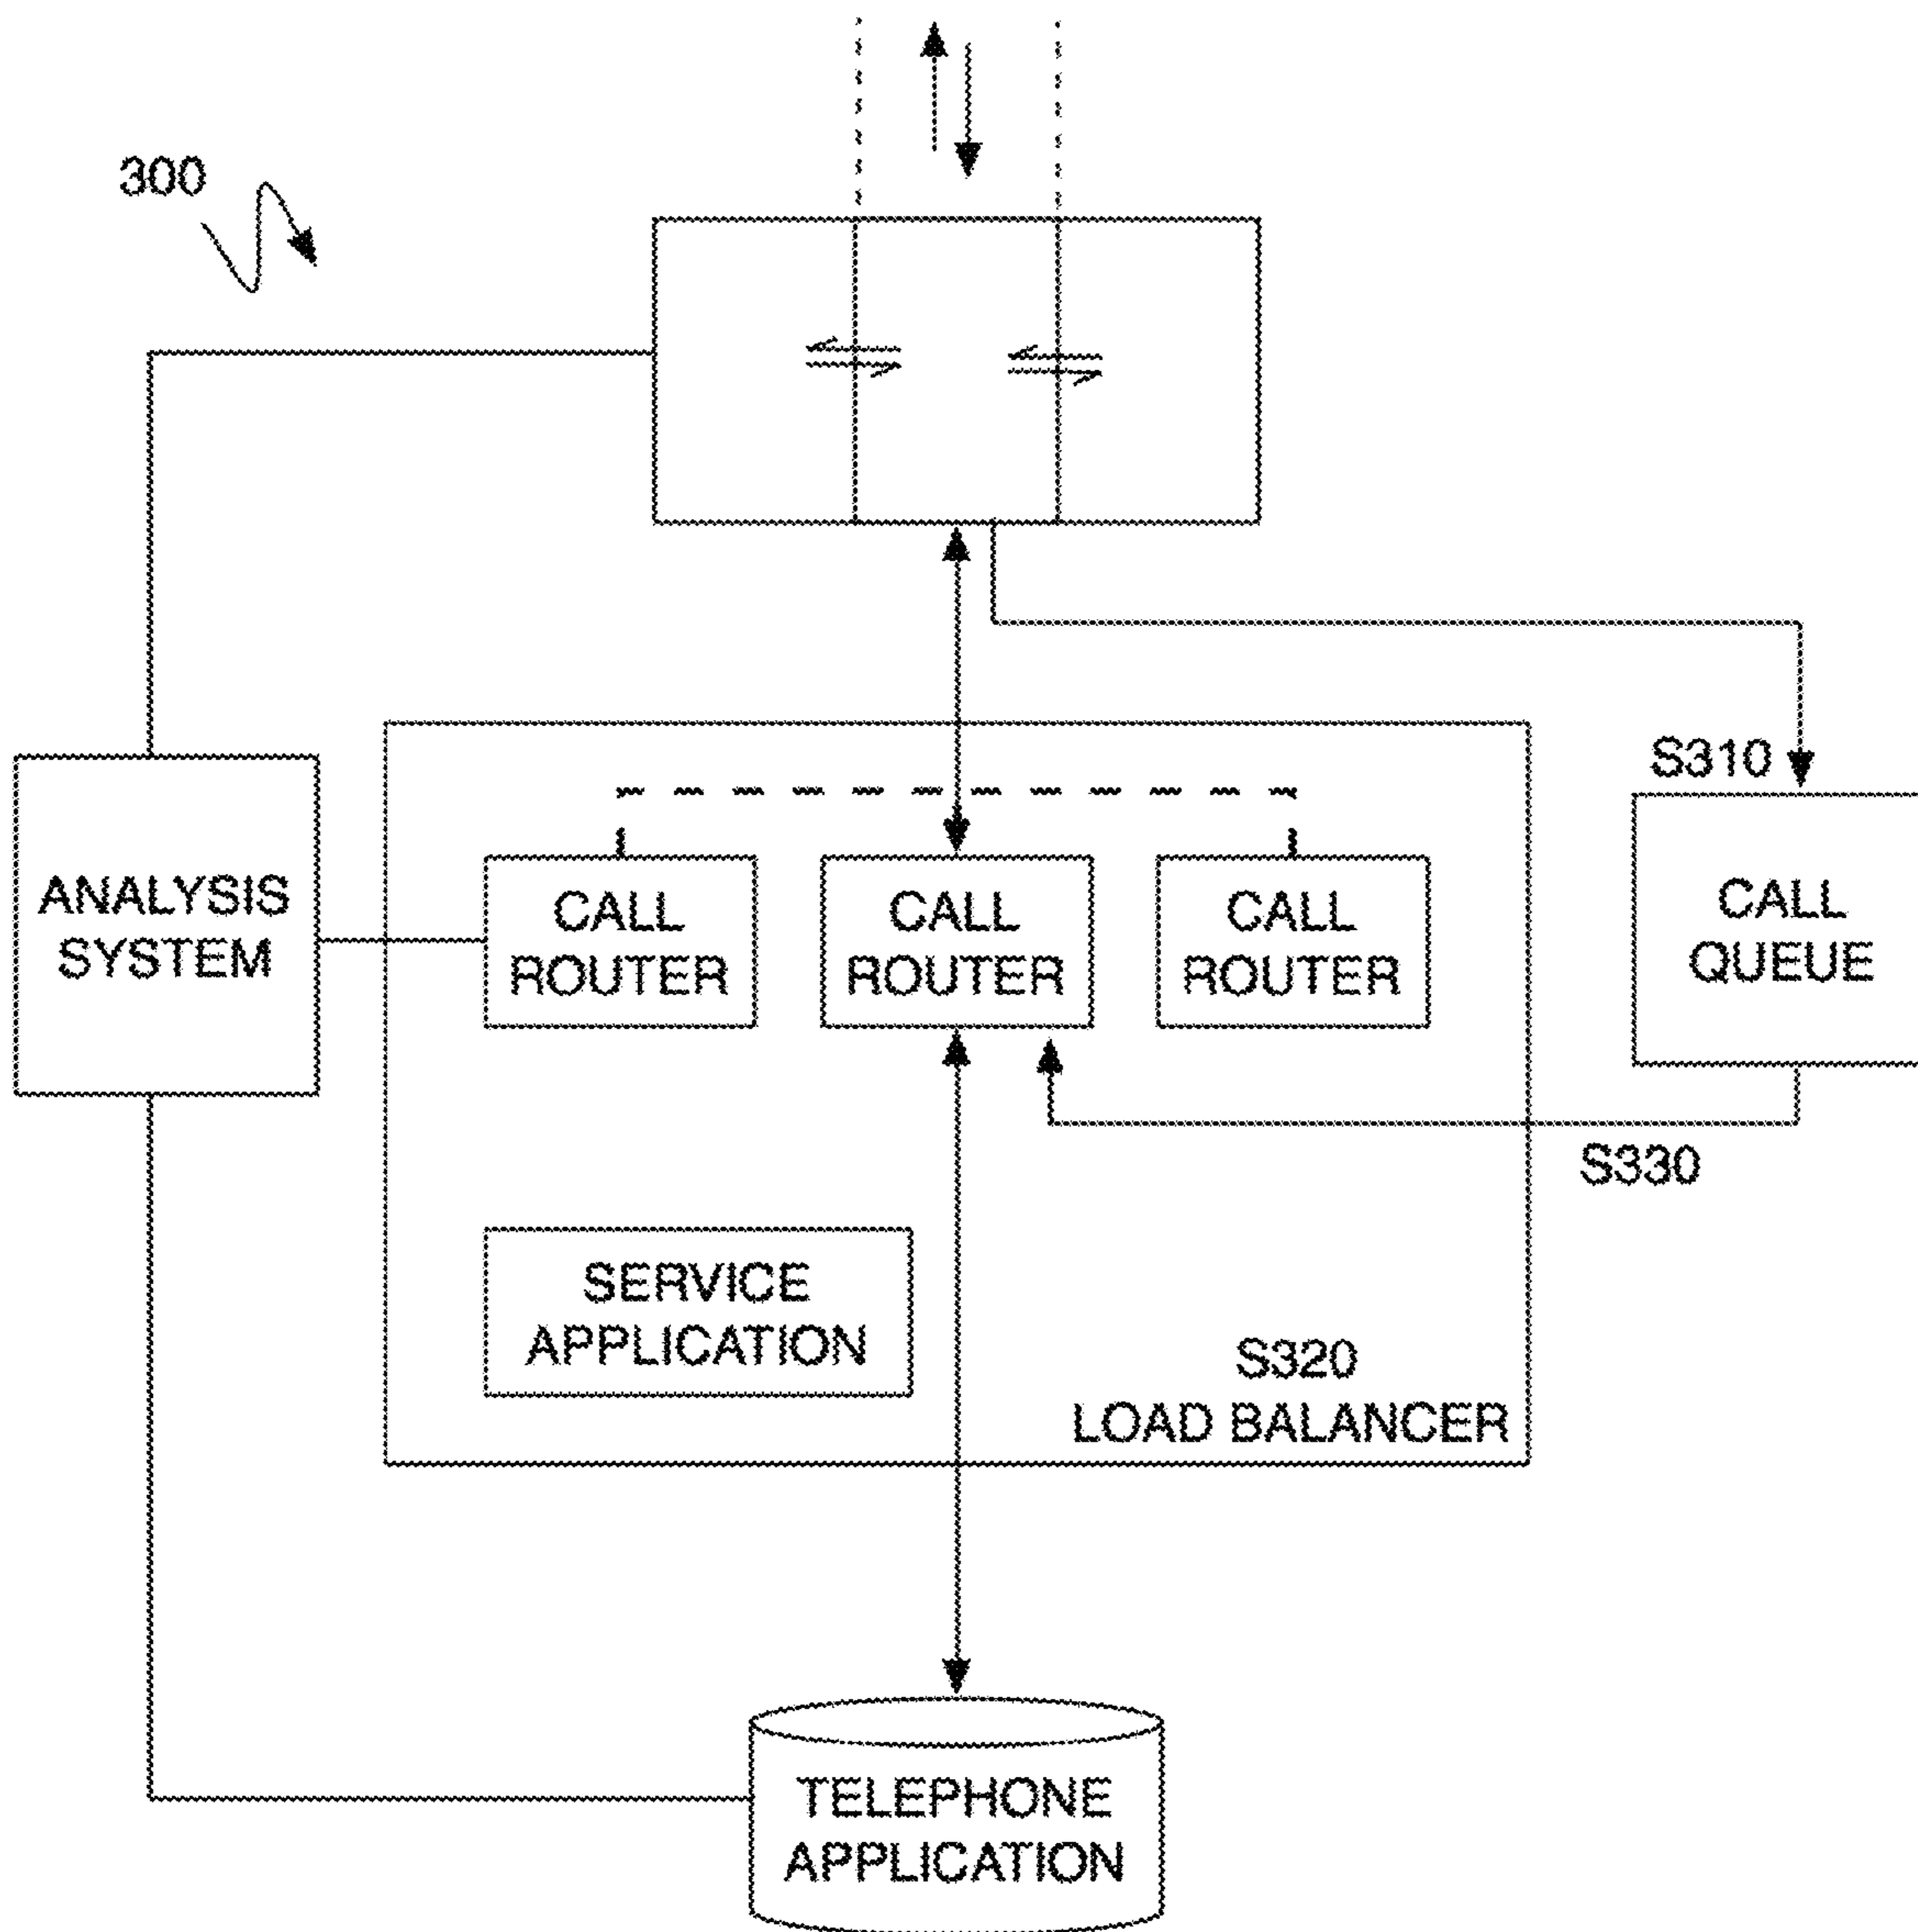 300
S310
ANALYSIS
SYSTEM
CALL
ROUTER
CALL
ROUTER
CALL
ROUTER
CALL
QUEUE
S330
SERVICE
APPLICATION
S320
LOAD BALANCER
TELEPHONE
APPLICATION